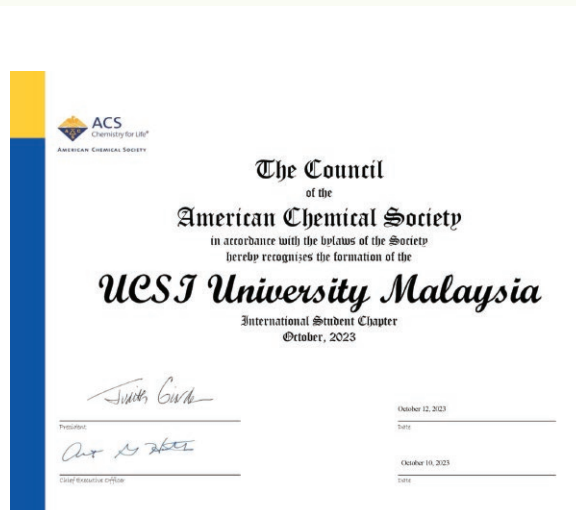 ACS
Chemistry for Life®
AMERICAN CHEMICAL SOCIETY
The Council
of the
American Chemical Society
in accordance with the bylaws of the Society
hereby recognizes the formation of the
UCSI University Malaysia
International Student Chapter
October, 2023
October 12, 2023
President
Date
October 10, 2023
Chief Executive Officer
Date